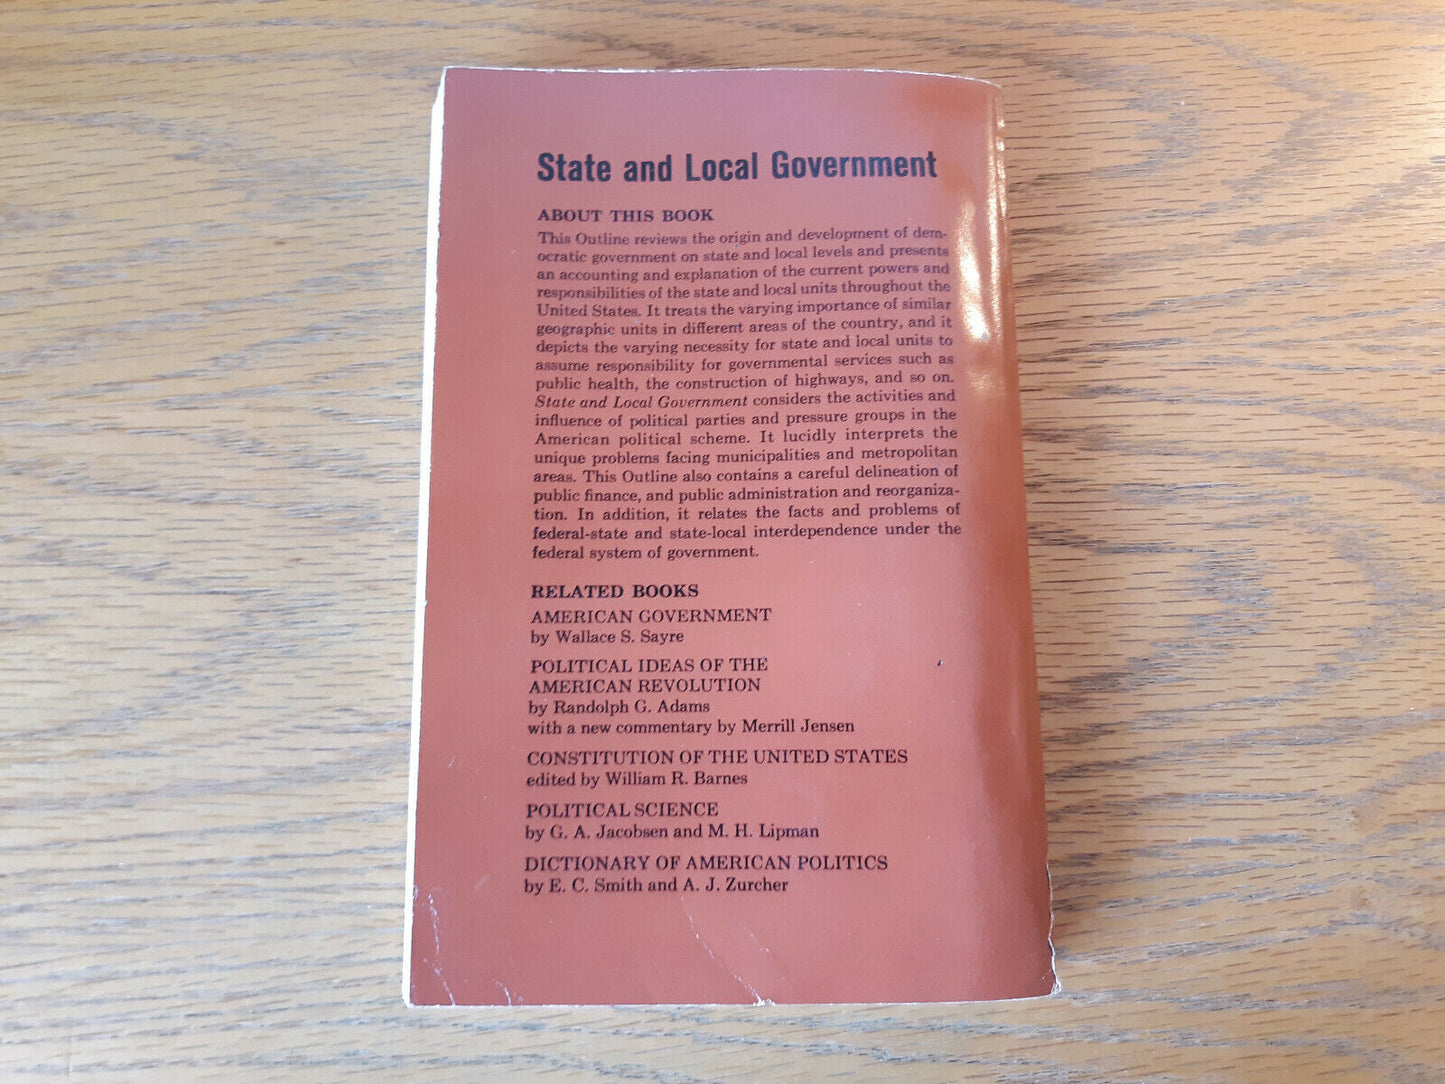 State and Local Government
ABOUT THIS BOOK
This Outline reviews the origin and development of dem-
ocratic government on state and local levels and presents
an accounting and explanation of the current powers and
responsibilities of the state and local units throughout the
United States. It treats the varying importance of similar
geographic units in different areas of the country, and it
depicts the varying necessity for state and local units to
assume responsibility for governmental services such as
public health, the construction of highways, and so on.
State and Local Government considers the activities and
influence of political parties and pressure groups in the
American political scheme. It lucidly interprets the
unique problems facing municipalities and metropolitan
areas. This Outline also contains a careful delineation of
public finance, and public administration and reorganiza-
tion. In addition, it relates the facts and problems of
federal-state and state-local interdependence under the
federal system of government.
RELATED BOOKS
AMERICAN GOVERNMENT
by Wallace S. Sayre
POLITICAL IDEAS OF THE
AMERICAN REVOLUTION
by Randolph G. Adams
with a new commentary by Merrill Jensen
CONSTITUTION OF THE UNITED STATES
edited by William R. Barnes
POLITICAL SCIENCE
by G. A. Jacobsen and M. H. Lipman
DICTIONARY OF AMERICAN POLITICS
by E. C. Smith and A. J. Zurcher